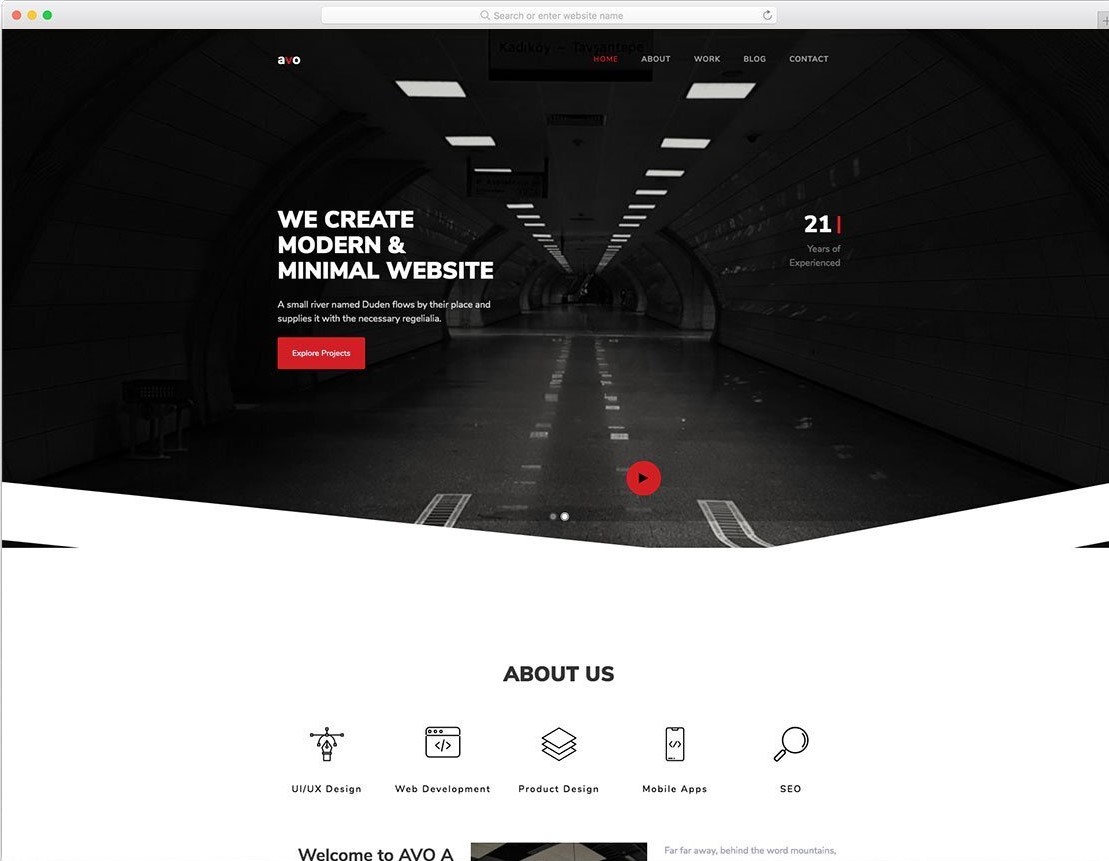 Search or enter website name
Kadıköy – Tavşantepe
avo
HOME ABOUT WORK BLOG CONTACT
WE CREATE
MODERN &
MINIMAL WEBSITE
A small river named Duden flows by their place and
supplies it with the necessary regelialia.
Explore Projects
21
Years of
Experienced
ABOUT US
UI/UX Design Web Development Product Design Mobile Apps SEO
Welcome to AVO A
Far far away, behind the word mountains,